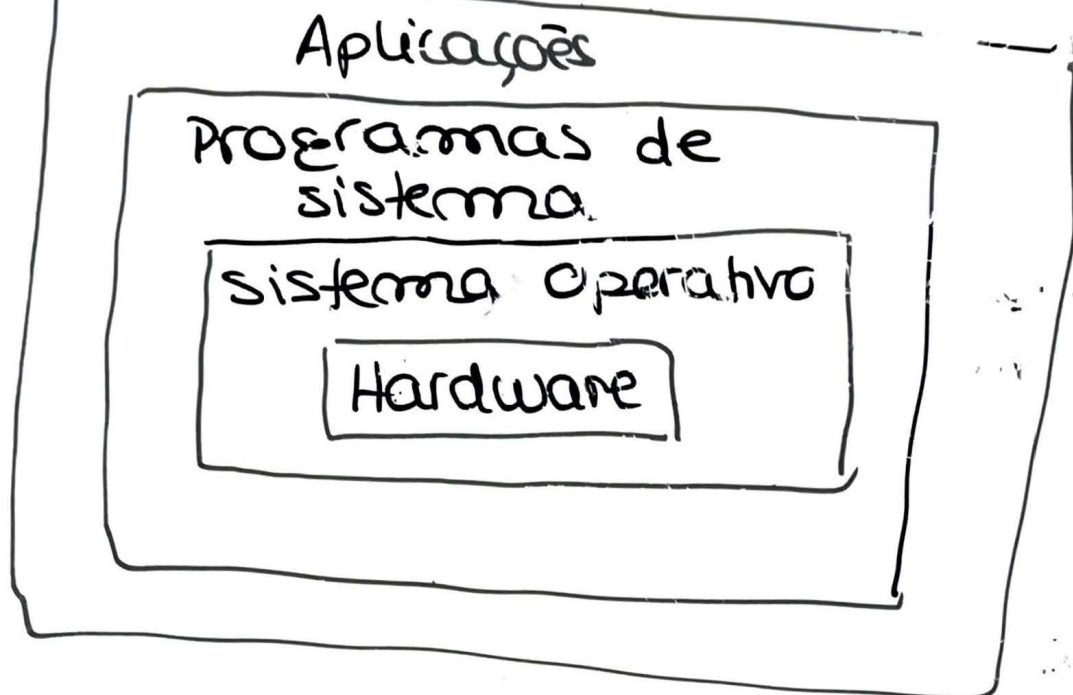 Aplicações
Programas de
sistema
sistema operativo
Hardware